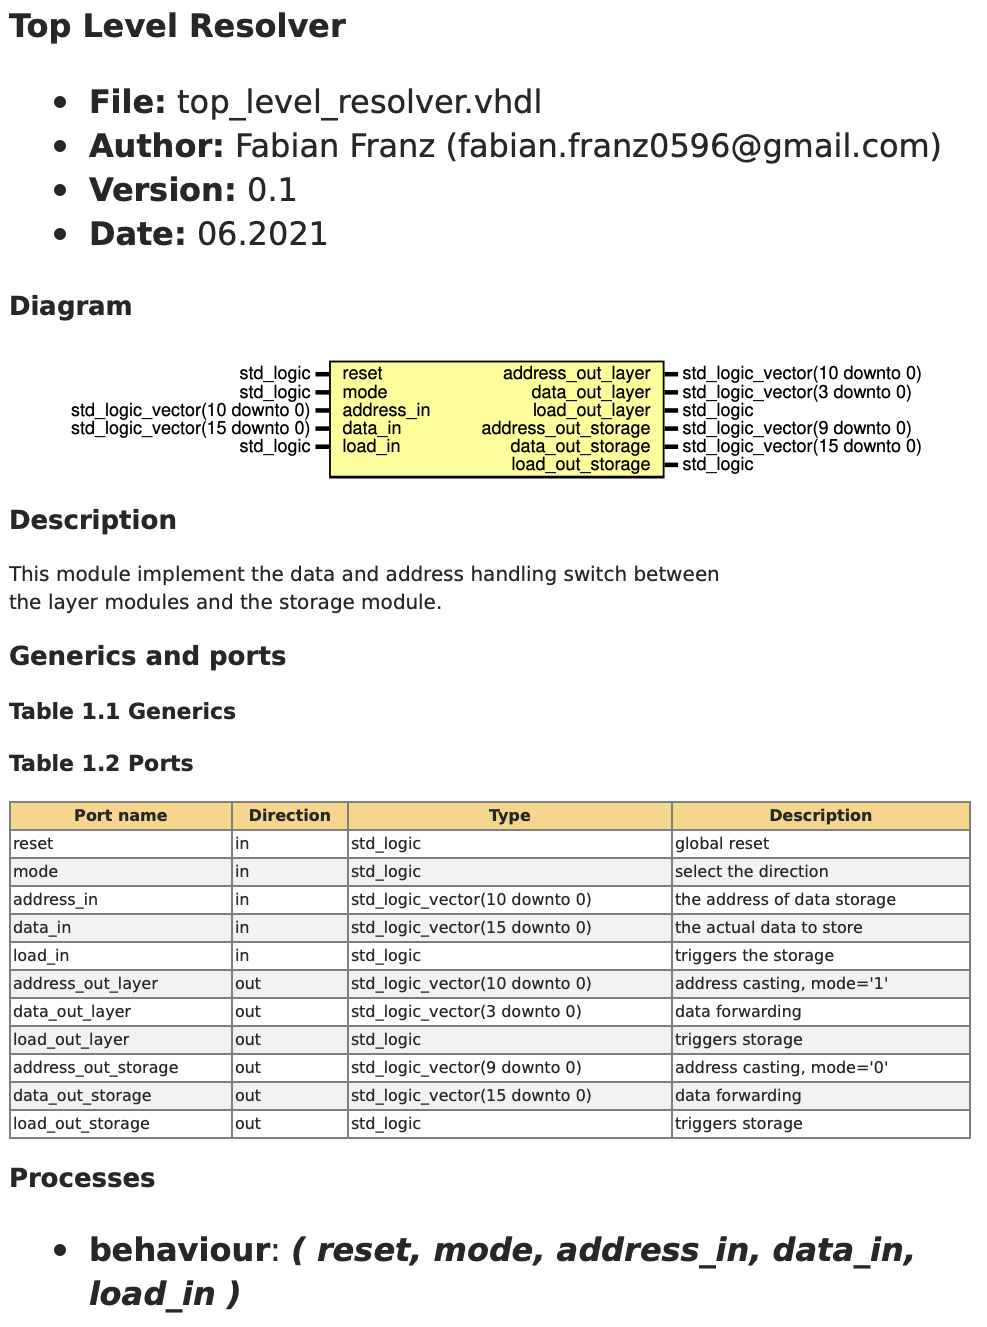 Top Level Resolver
• File: top_level_resolver.vhdl
• Author: Fabian Franz (fabian.franz0596@gmail.com)
• Version: 0.1
• Date: 06.2021
Diagram
std_logic reset address_out_layer std_logic_vector(10 downto 0)
std_logic mode data_out_layer std_logic_vector(3 downto 0)
std_logic_vector(10 downto 0) address_in load_out_layer std_logic
std_logic_vector(15 downto 0) data_in address_out_storage std_logic_vector(9 downto 0)
std_logic load_in data_out_storage std_logic_vector(15 downto 0)
load_out_storage std_logic
Description
This module implement the data and address handling switch between
the layer modules and the storage module.
Generics and ports
Table 1.1 Generics
Table 1.2 Ports
Port name Direction Type Description
reset in std_logic global reset
mode in std_logic select the direction
address_in in std_logic_vector(10 downto 0) the address of data storage
data_in in std_logic_vector(15 downto 0) the actual data to store
load_in in std_logic triggers the storage
address_out_layer out std_logic_vector(10 downto 0) address casting, mode='1'
data_out_layer out std_logic_vector(3 downto 0) data forwarding
load_out_layer out std_logic triggers storage
address_out_storage out std_logic_vector(9 downto 0) address casting, mode='0'
data_out_storage out std_logic_vector(15 downto 0) data forwarding
load_out_storage out std_logic triggers storage
Processes
• behaviour: ( reset, mode, address_in, data_in,
load_in )